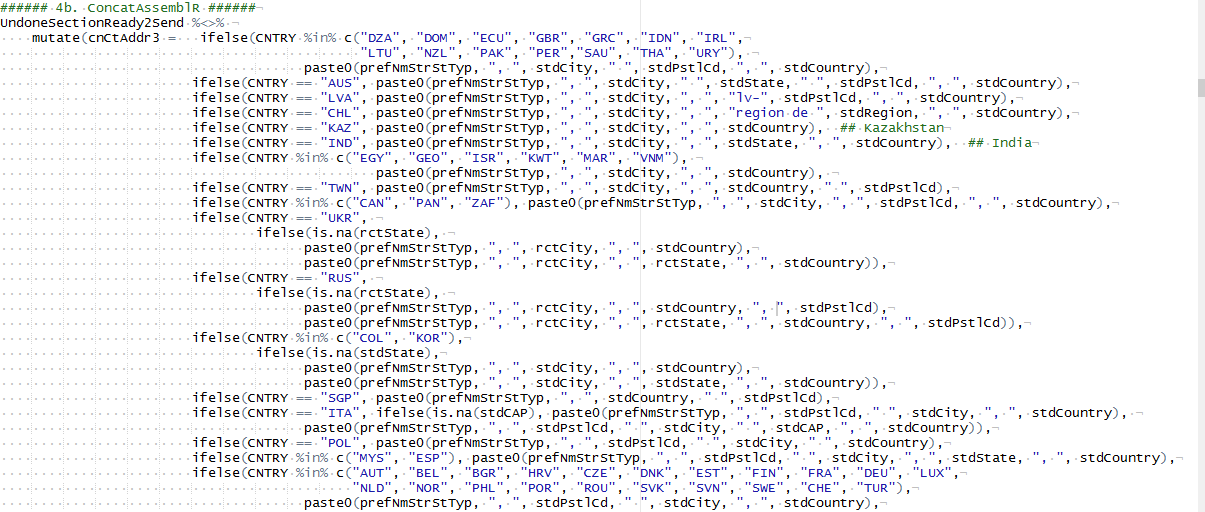 ###### 4b. ConcatAssemblR ######
UndoneSectionReady2Send %<>%
mutate(cnCtAddr3 = ifelse(CNTRY %in% c("DZA", "DOM", "ECU", "GBR", "GRC", "IDN", "IRL",
"LTU", "NZL", "PAK", "PER","SAU", "THA", "URY"),
paste0(prefNmStrStTyp, ", ", stdCity, ", ", stdPstlCd, ", ", stdCountry),
ifelse(CNTRY == "AUS", paste0(prefNmStrStTyp, ", ", stdCity, " ", stdState, " ", stdPstlCd, ", ", stdCountry),
ifelse(CNTRY == "LVA", paste0(prefNmStrStTyp, ", ", stdCity, ", ", "lv-", stdPstlCd, ", ", stdCountry),
ifelse(CNTRY == "CHL", paste0(prefNmStrStTyp, ", ", stdCity, ", ", "region de ", stdRegion, ", ", stdCountry),
ifelse(CNTRY == "KAZ", paste0(prefNmStrStTyp, ", ", stdCity, ", ", stdCountry), ## Kazakhstan
ifelse(CNTRY == "IND", paste0(prefNmStrStTyp, ", ", stdCity, ", ", stdState, ", ", stdCountry), ## India
ifelse(CNTRY %in% c("EGY", "GEO", "ISR", "KWT", "MAR", "VNM"),
paste0(prefNmStrStTyp, ", ", stdCity, ", ", stdCountry),
ifelse(CNTRY == "TWN", paste0(prefNmStrStTyp, ", ", stdCity, ", ", stdCountry, " ", stdPstlCd),
ifelse(CNTRY %in% c("CAN", "PAN", "ZAF"), paste0(prefNmStrStTyp, ", ", stdCity, ", ", stdPstlCd, ", ", stdCountry),
ifelse(CNTRY == "UKR",
ifelse(is.na(rctState),
paste0(prefNmStrStTyp, ", ", rctCity, ", ", stdCountry),
paste0(prefNmStrStTyp, ", ", rctCity, ", ", rctState, ", ", stdCountry)),
ifelse(CNTRY == "RUS",
ifelse(is.na(rctState),
paste0(prefNmStrStTyp, ", ", rctCity, ", ", stdCountry, ", ", stdPstlCd),
paste0(prefNmStrStTyp, ", ", rctCity, ", ", rctState, ", ", stdCountry, ", ", stdPstlCd)),
ifelse(CNTRY %in% c("COL", "KOR"),
ifelse(is.na(stdState),
paste0(prefNmStrStTyp, ", ", stdCity, ", ", stdCountry),
paste0(prefNmStrStTyp, ", ", stdCity, ", ", stdState, ", ", stdCountry)),
ifelse(CNTRY == "SGP", paste0(prefNmStrStTyp, ", ", stdCountry, " ", stdPstlCd),
ifelse(CNTRY == "ITA", ifelse(is.na(stdCAP), paste0(prefNmStrStTyp, ", ", stdPstlCd, " ", stdCity, ", ", stdCountry),
paste0(prefNmStrStTyp, ", ", stdPstlCd, " ", stdCity, " ", stdCAP, ", ", stdCountry)),
ifelse(CNTRY == "POL", paste0(prefNmStrStTyp, ", ", stdPstlCd, " ", stdCity, ", ", stdCountry),
ifelse(CNTRY %in% c("MYS", "ESP"), paste0(prefNmStrStTyp, ", ", stdPstlCd, " ", stdCity, ", ", stdState, ", ", stdCountry),
ifelse(CNTRY %in% c("AUT", "BEL", "BGR", "HRV", "CZE", "DNK", "EST", "FIN", "FRA", "DEU", "LUX",
"NLD", "NOR", "PHL", "POR", "ROU", "SVK", "SVN", "SWE", "CHE", "TUR"),
paste0(prefNmStrStTyp, ", ", stdPstlCd, " ", stdCity, ", ", stdCountry),